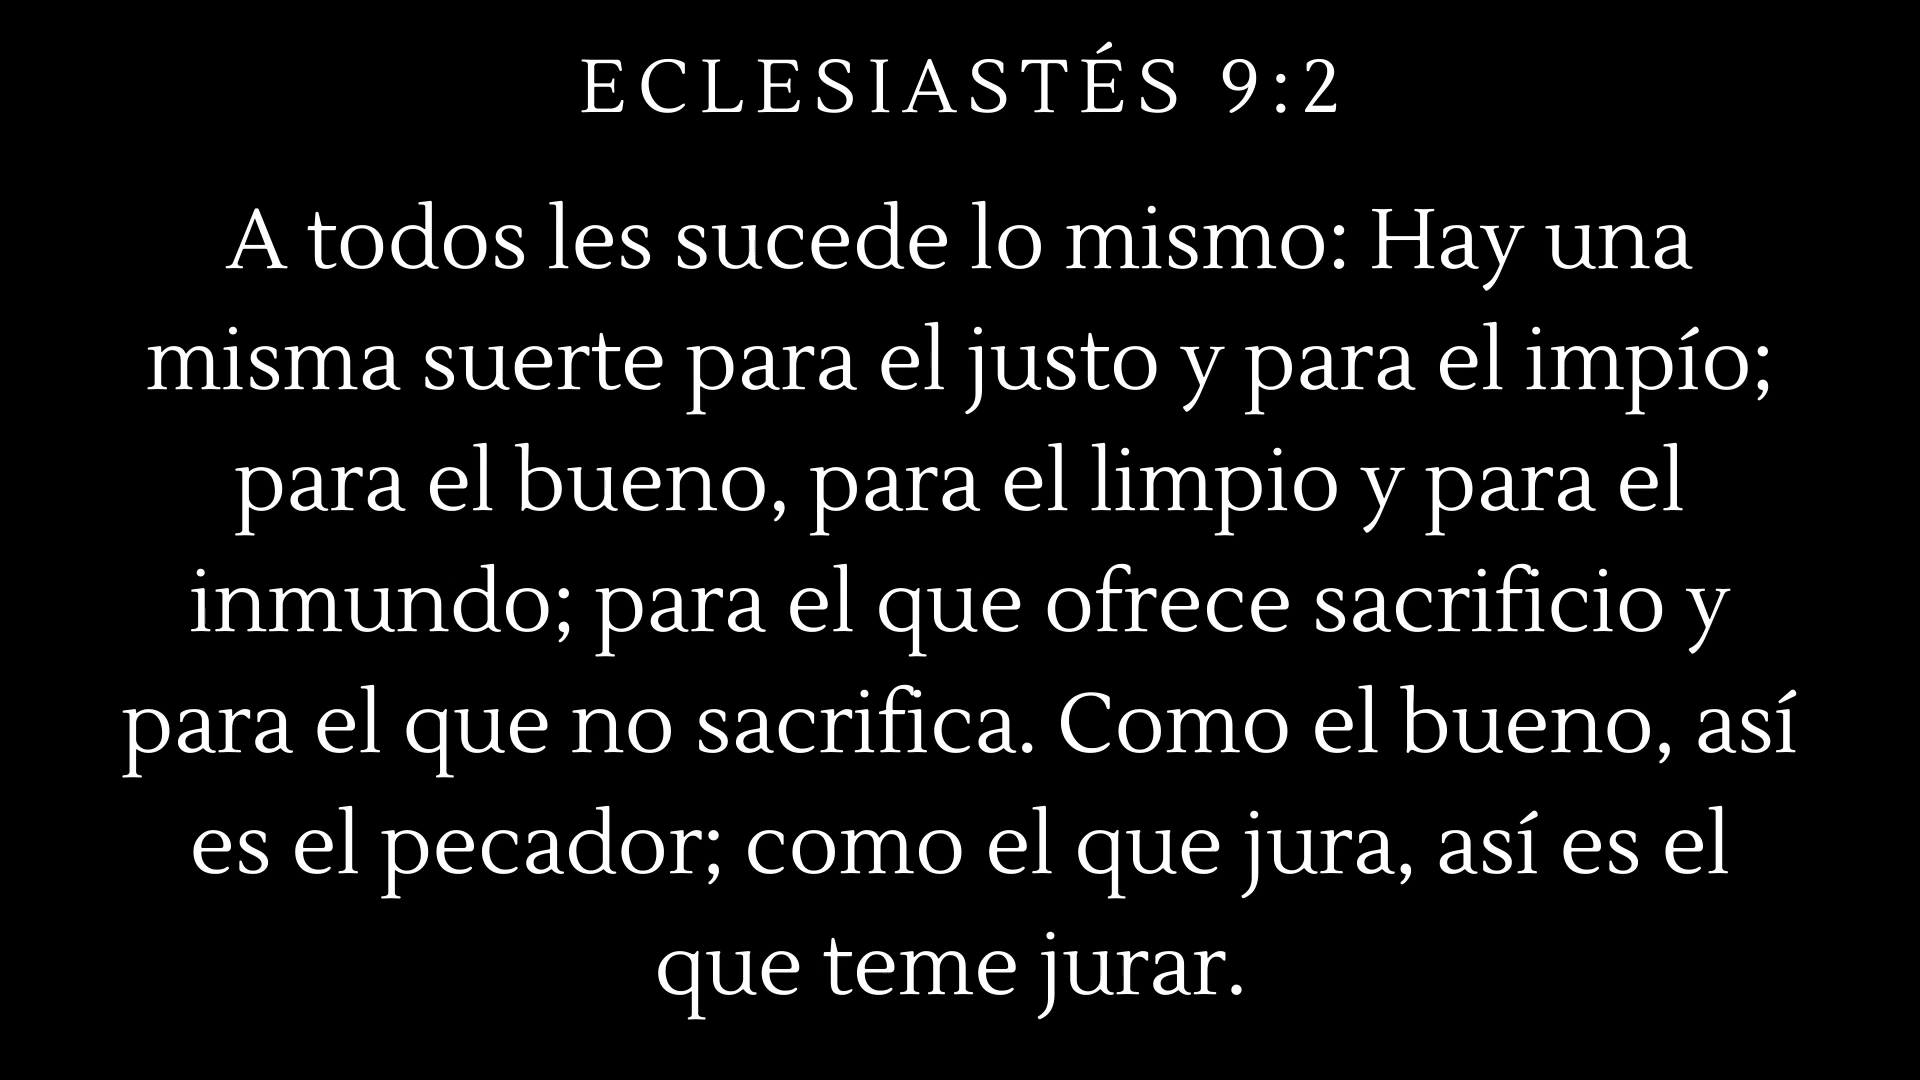 ECLESIASTÉS 9:2
A todos les sucede lo mismo: Hay una
misma suerte para el justo y para el impío;
para el bueno, para el limpio y para el
inmundo; para el que ofrece sacrificio y
para el que no sacrifica. Como el bueno, así
es el pecador; como el que jura, así es el
que teme jurar.